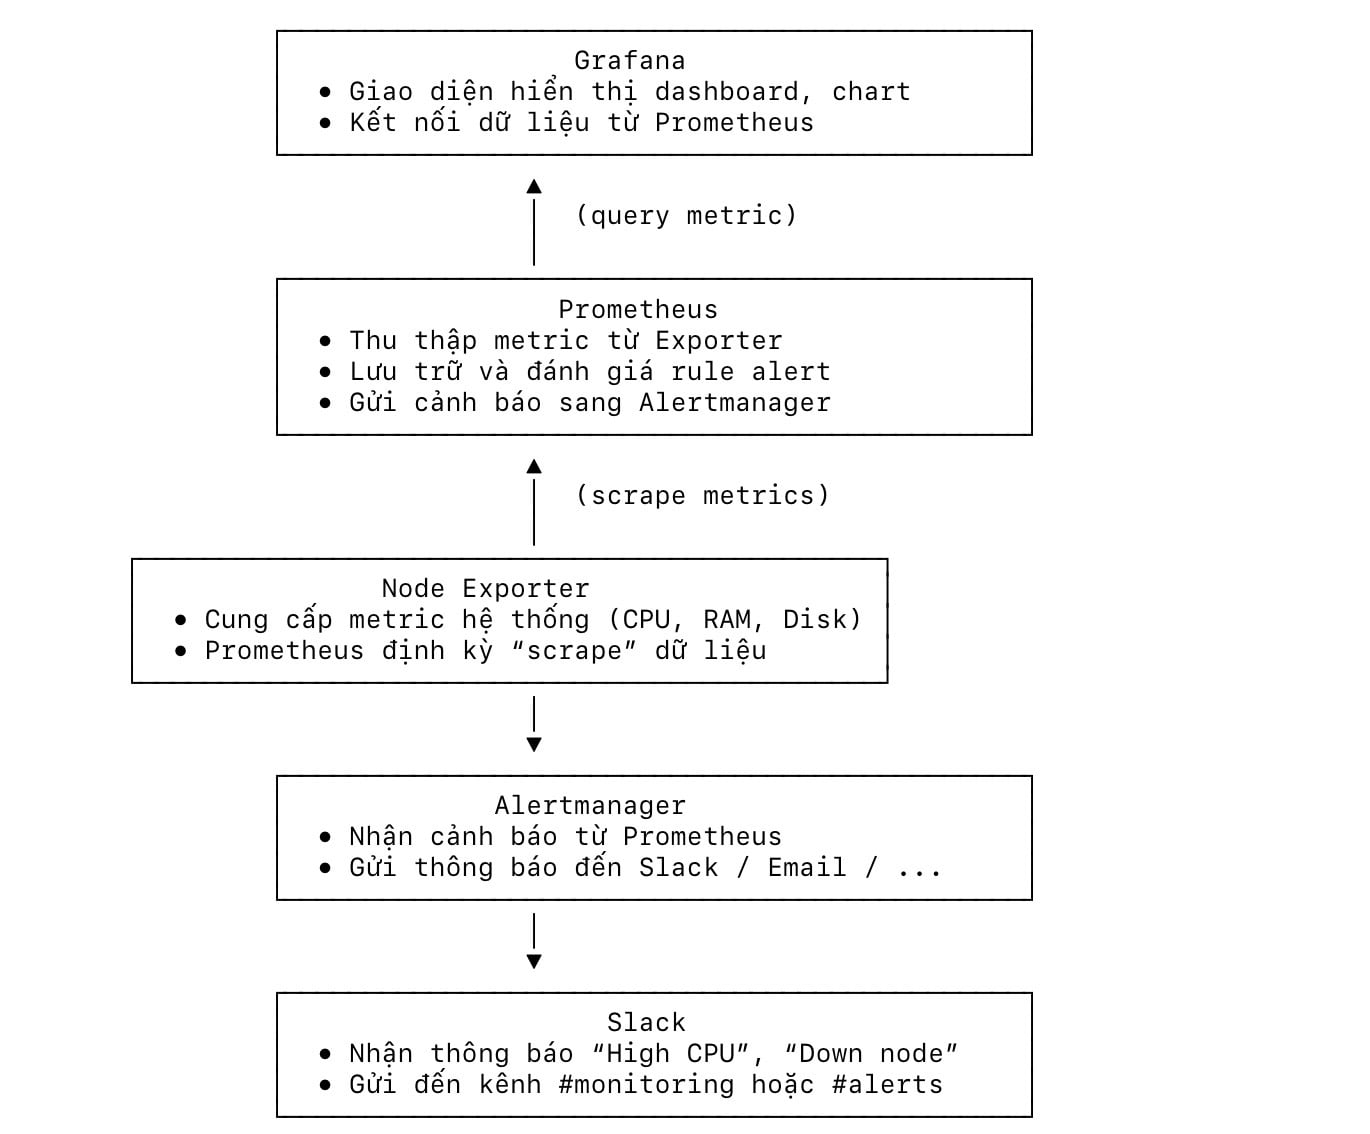 Grafana
● Giao diện hiển thị dashboard, chart
● Kết nối dữ liệu từ Prometheus
(query metric)
Prometheus
● Thu thập metric từ Exporter
● Lưu trữ và đánh giá rule alert
● Gửi cảnh báo sang Alertmanager
(scrape metrics)
Node Exporter
● Cung cấp metric hệ thống (CPU, RAM, Disk)
● Prometheus định kỳ “scrape” dữ liệu
Alertmanager
● Nhận cảnh báo từ Prometheus
● Gửi thông báo đến Slack / Email / ...
Slack
● Nhận thông báo “High CPU”, “Down node”
● Gửi đến kênh #monitoring hoặc #alerts